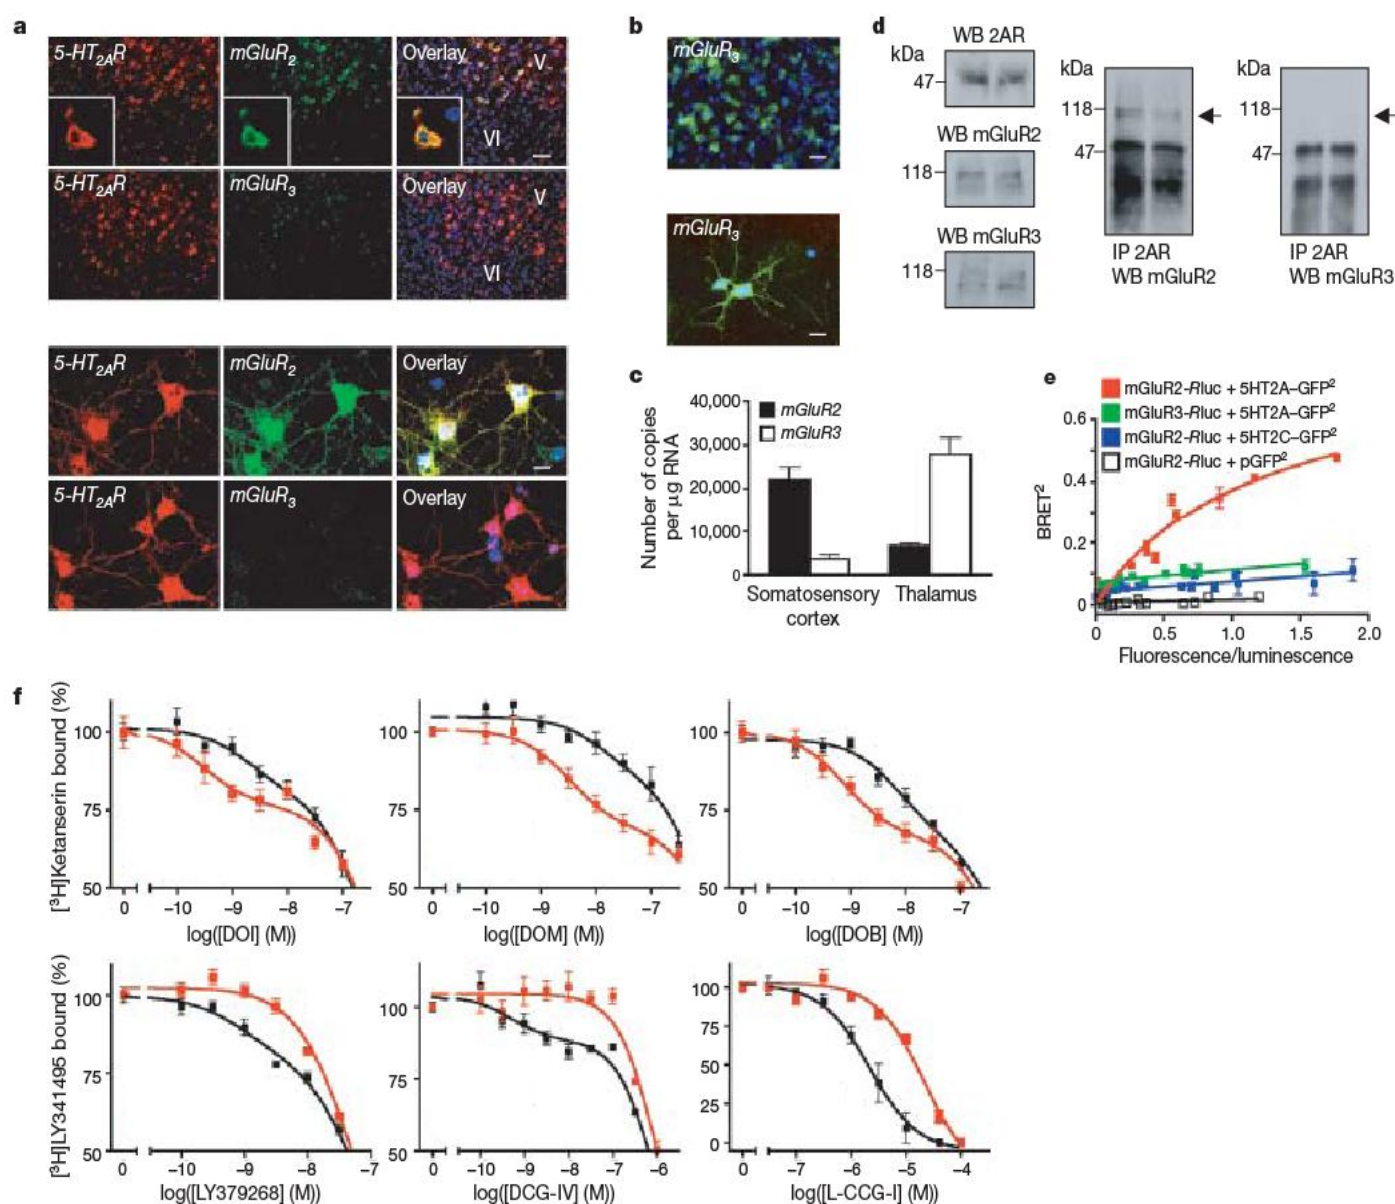 a
5-HT2AR mGluR2 Overlay V
VI
5-HT2AR mGluR3 Overlay V
VI
5-HT2AR mGluR2 Overlay
5-HT2AR mGluR3 Overlay
b
mGluR3
mGluR3
c
40,000
30,000
20,000
10,000
0
Number of copies
per µg RNA
mGluR2
mGluR3
Somatosensory
cortex
Thalamus
d
WB 2AR
kDa
47
WB mGluR2
118
WB mGluR3
118
kDa
118
47
IP 2AR
WB mGluR2
kDa
118
47
IP 2AR
WB mGluR3
e
mGluR2-Rluc + 5HT2A–GFP²
mGluR3-Rluc + 5HT2A–GFP²
mGluR2-Rluc + 5HT2C–GFP²
mGluR2-Rluc + pGFP²
0.6
0.4
0.2
0
BRET²
0 0.5 1.0 1.5 2.0
Fluorescence/luminescence
f
[³H]Ketanserin bound (%)
100
75
50
0 −10 −9 −8 −7
log([DOI] (M))
100
75
50
0 −10 −9 −8 −7
log([DOM] (M))
100
75
50
0 −10 −9 −8 −7
log([DOB] (M))
[³H]LY341495 bound (%)
100
75
50
0 −10 −9 −8 −7
log([LY379268] (M))
100
75
50
0 −10 −9 −8 −7 −6
log([DCG-IV] (M))
100
75
50
25
0
0 −7 −6 −5 −4
log([L-CCG-I] (M))